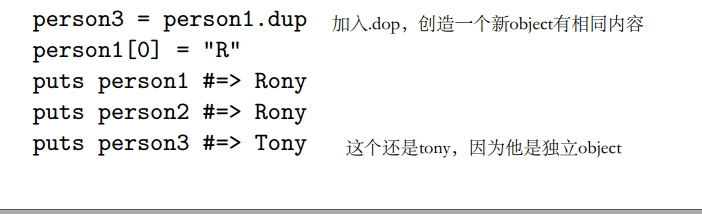 person3 = person1.dup 加入.dop，创造一个新object有相同内容
person1[0] = "R"
puts person1 #=> Rony
puts person2 #=> Rony
puts person3 #=> Tony 这个还是tony，因为他是独立object